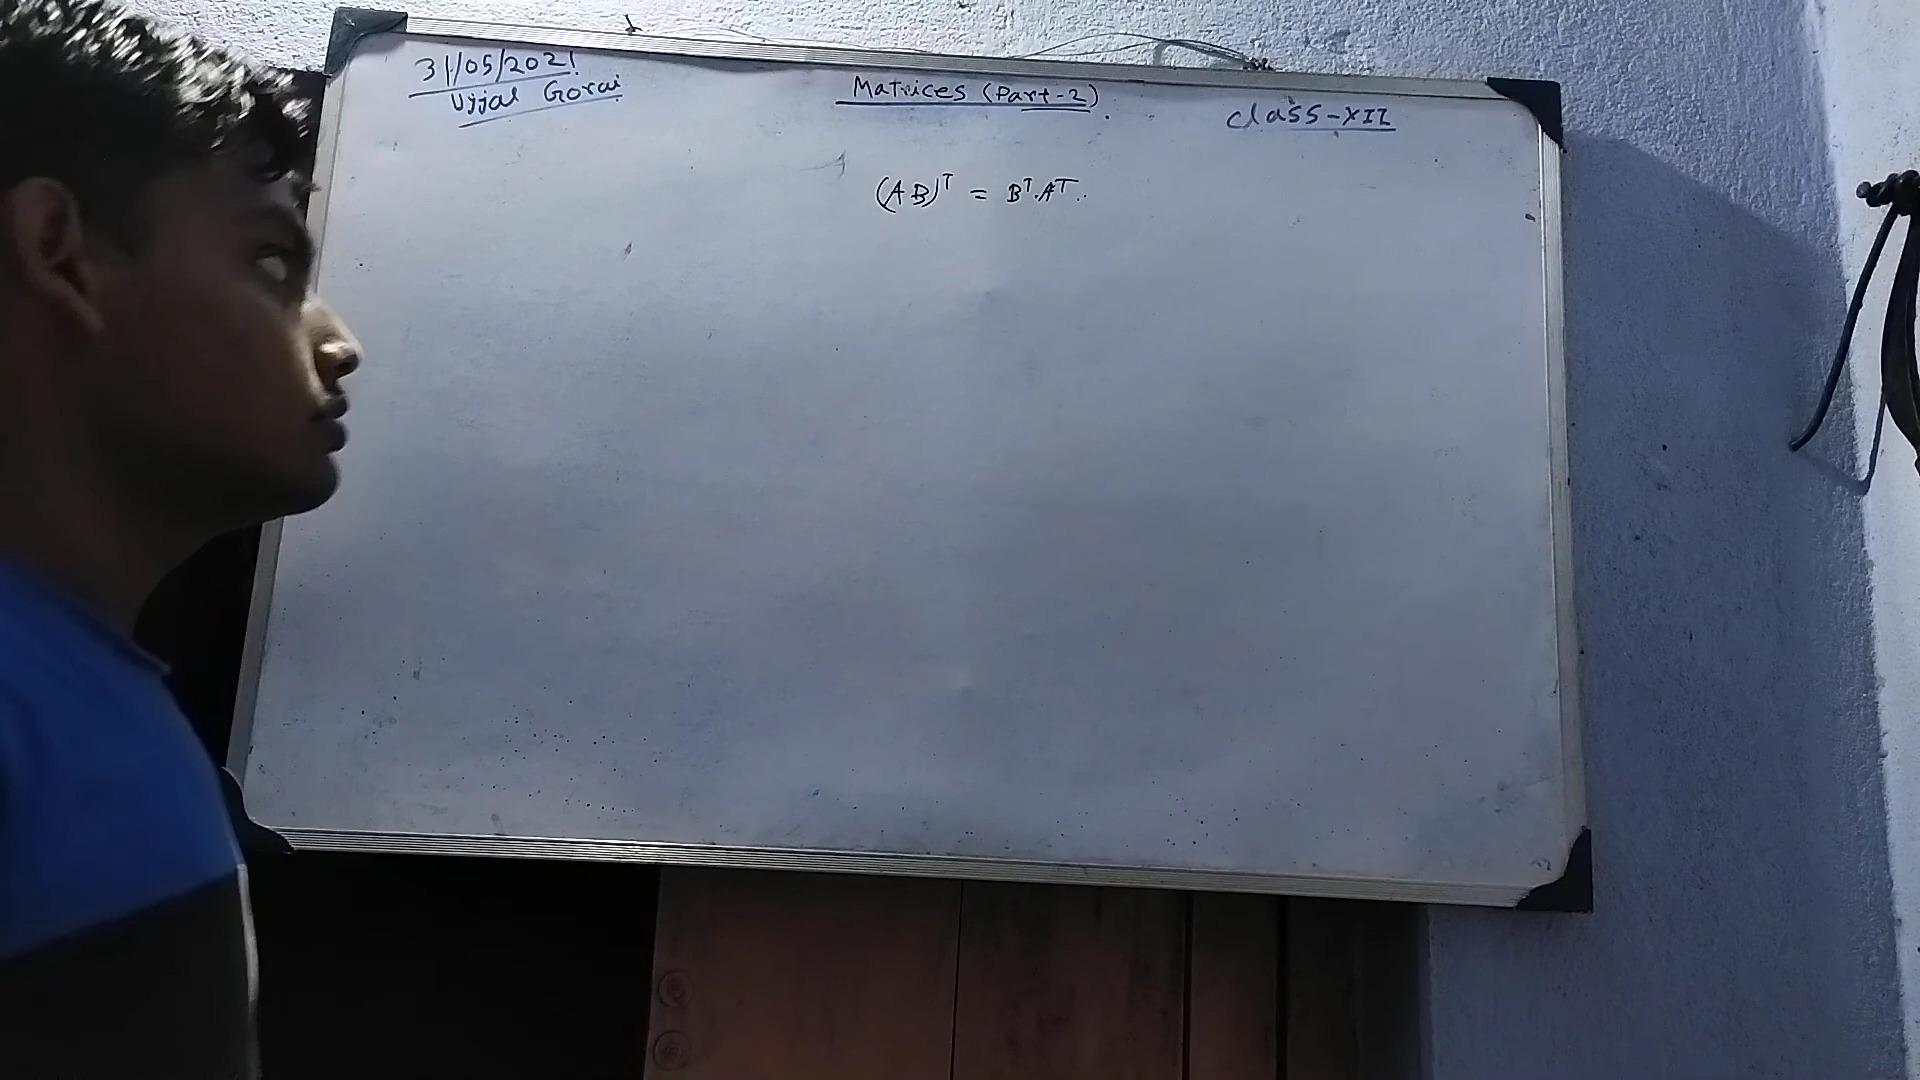 31/05/2021
Ujjal Gorai
Matrices (Part-2).
Class-XII
(AB)ᵀ = Bᵀ.Aᵀ.